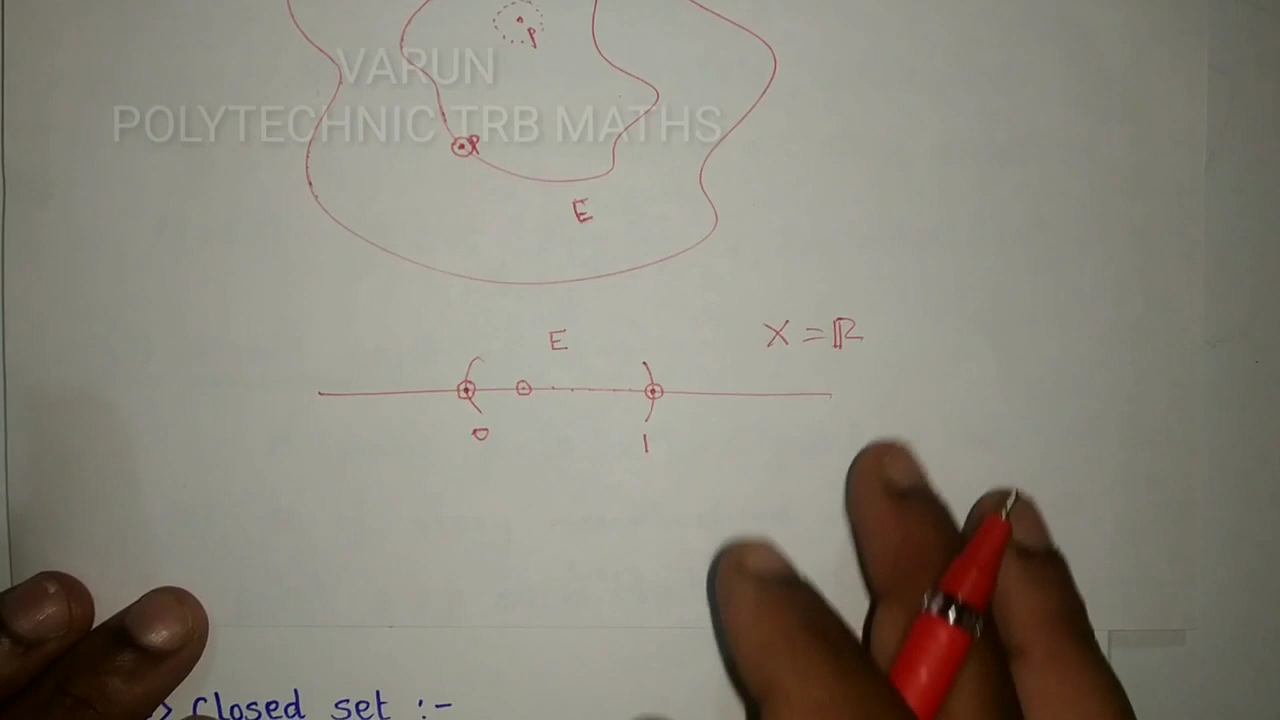 P
VARUN
POLYTECHNIC TRB MATHS
R
E
E
X = ℝ
0 1
Closed set :-